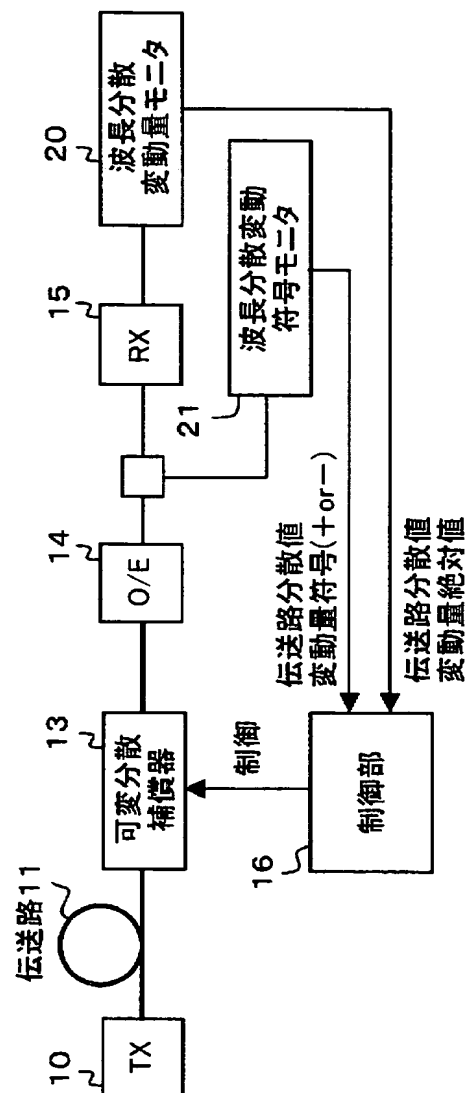 伝送路11
10
TX
13
可変分散
補償器
14
O/E
15
RX
20
波長分散
変動量モニタ
21
波長分散変動
符号モニタ
制御
16
制御部
伝送路分散値
変動量符号(+or−)
伝送路分散値
変動量絶対値